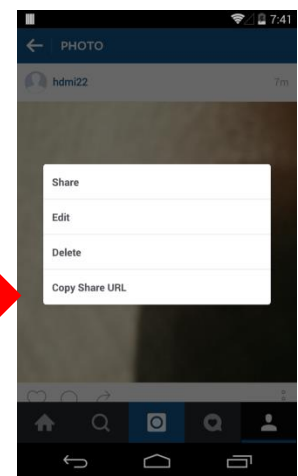 7:41
PHOTO
hdmi22 7m
Share
Edit
Delete
Copy Share URL